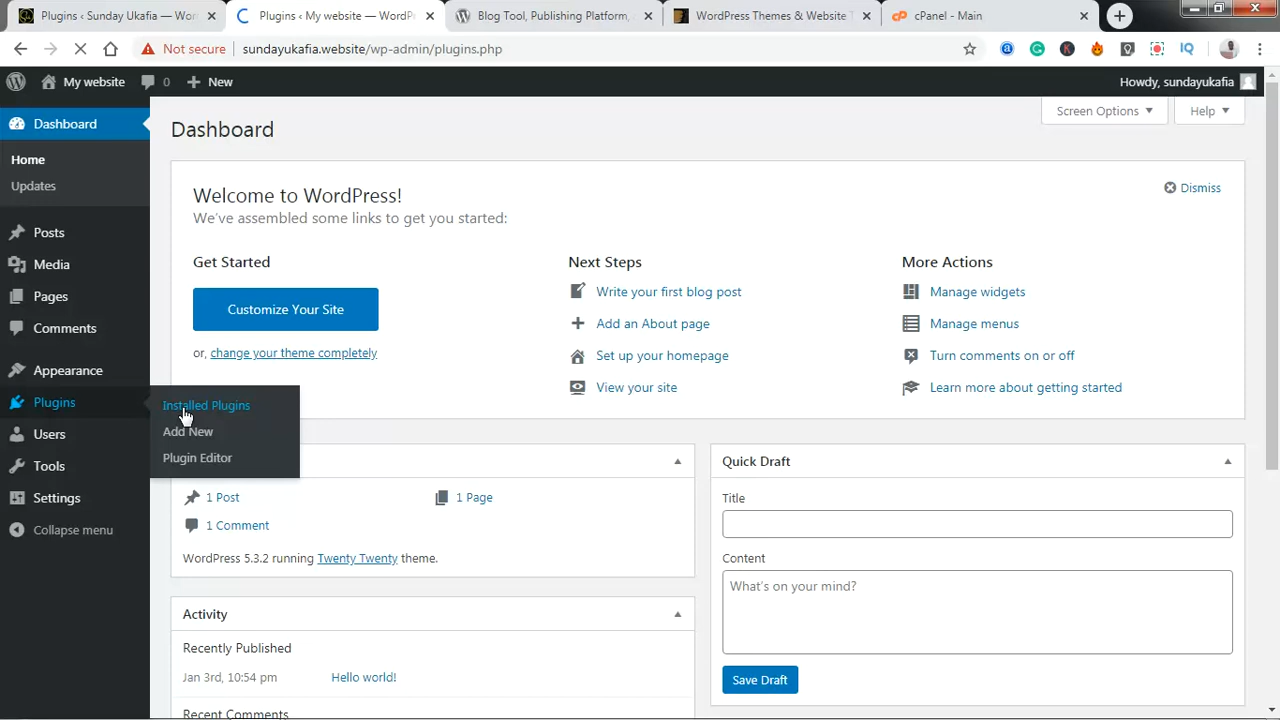 Plugins ‹ Sunday Ukafia — Wor
Plugins ‹ My website — WordP
Blog Tool, Publishing Platform,
WordPress Themes & Website T
cPanel - Main
Not secure
sundayukafia.website/wp-admin/plugins.php
My website
0
New
Howdy, sundayukafia
Dashboard
Home
Updates
Posts
Media
Pages
Comments
Appearance
Plugins
Users
Tools
Settings
Collapse menu
Installed Plugins
Add New
Plugin Editor
Dashboard
Screen Options
Help
Welcome to WordPress!
We've assembled some links to get you started:
Dismiss
Get Started
Customize Your Site
or, change your theme completely
Next Steps
Write your first blog post
Add an About page
Set up your homepage
View your site
More Actions
Manage widgets
Manage menus
Turn comments on or off
Learn more about getting started
1 Post
1 Page
1 Comment
WordPress 5.3.2 running Twenty Twenty theme.
Activity
Recently Published
Jan 3rd, 10:54 pm
Hello world!
Recent Comments
Quick Draft
Title
Content
What's on your mind?
Save Draft